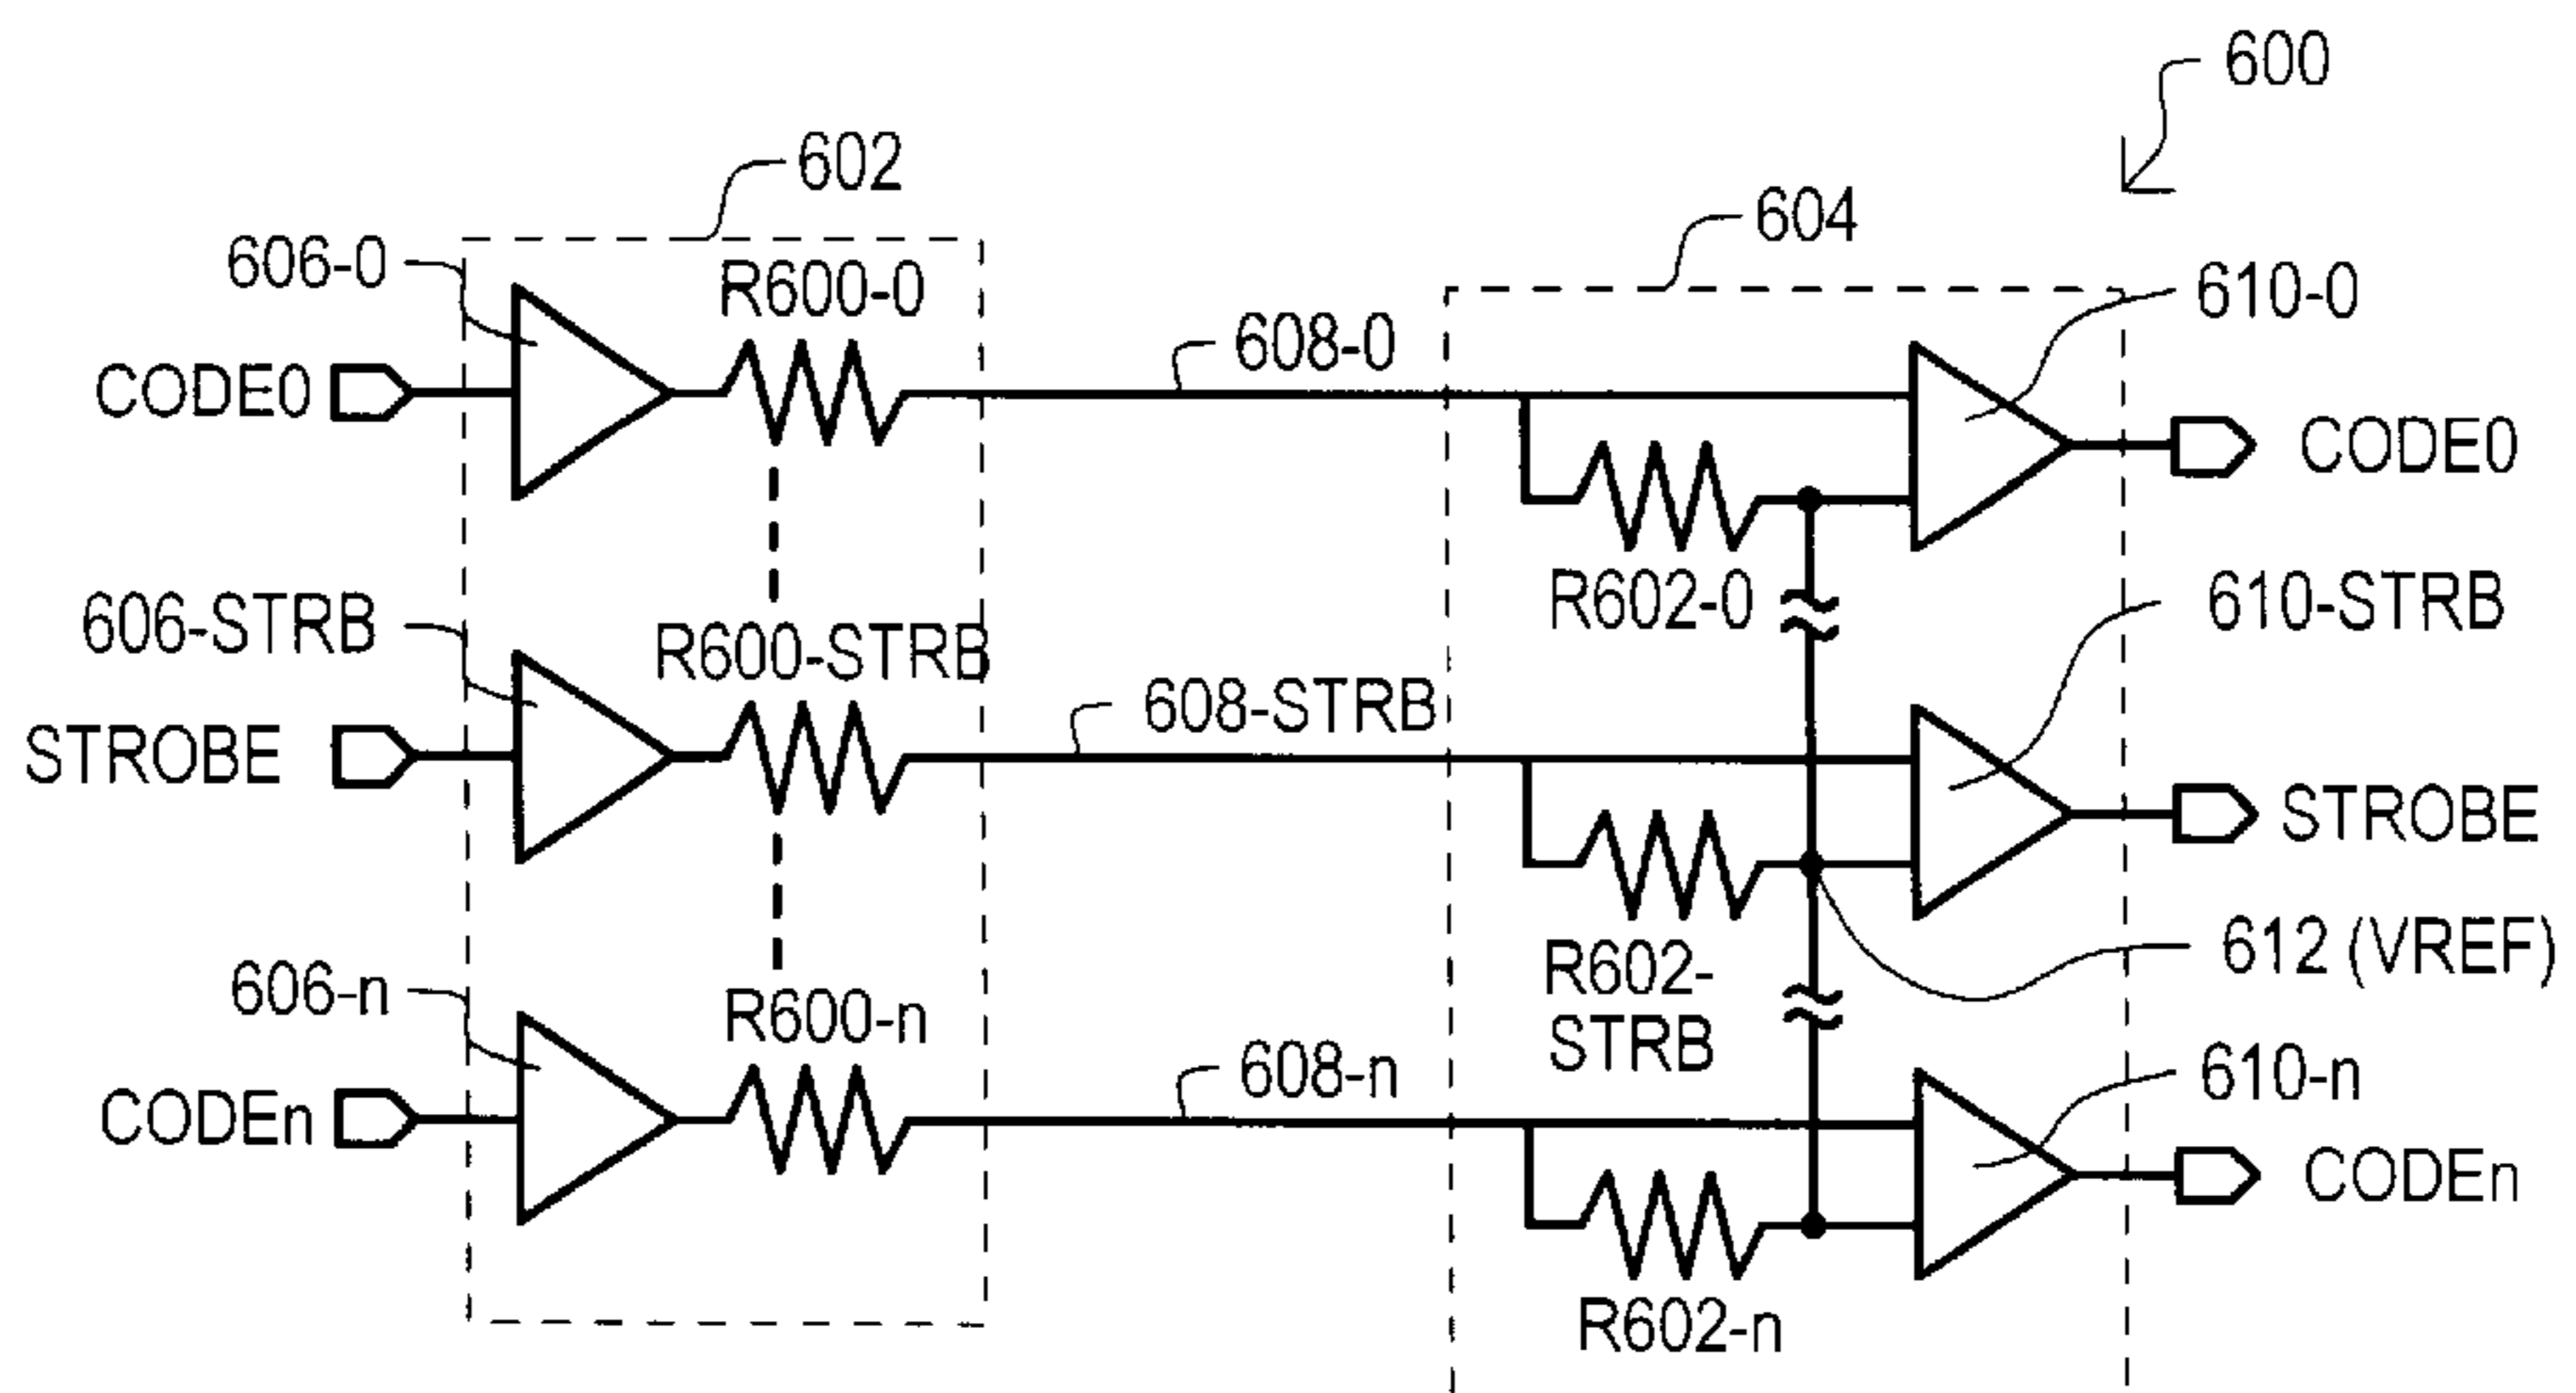 600
602
604
606-0
R600-0
608-0
610-0
CODE0
CODE0
R602-0
606-STRB
R600-STRB
608-STRB
610-STRB
STROBE
STROBE
R602-
STRB
612 (VREF)
606-n
R600-n
608-n
610-n
CODEn
CODEn
R602-n